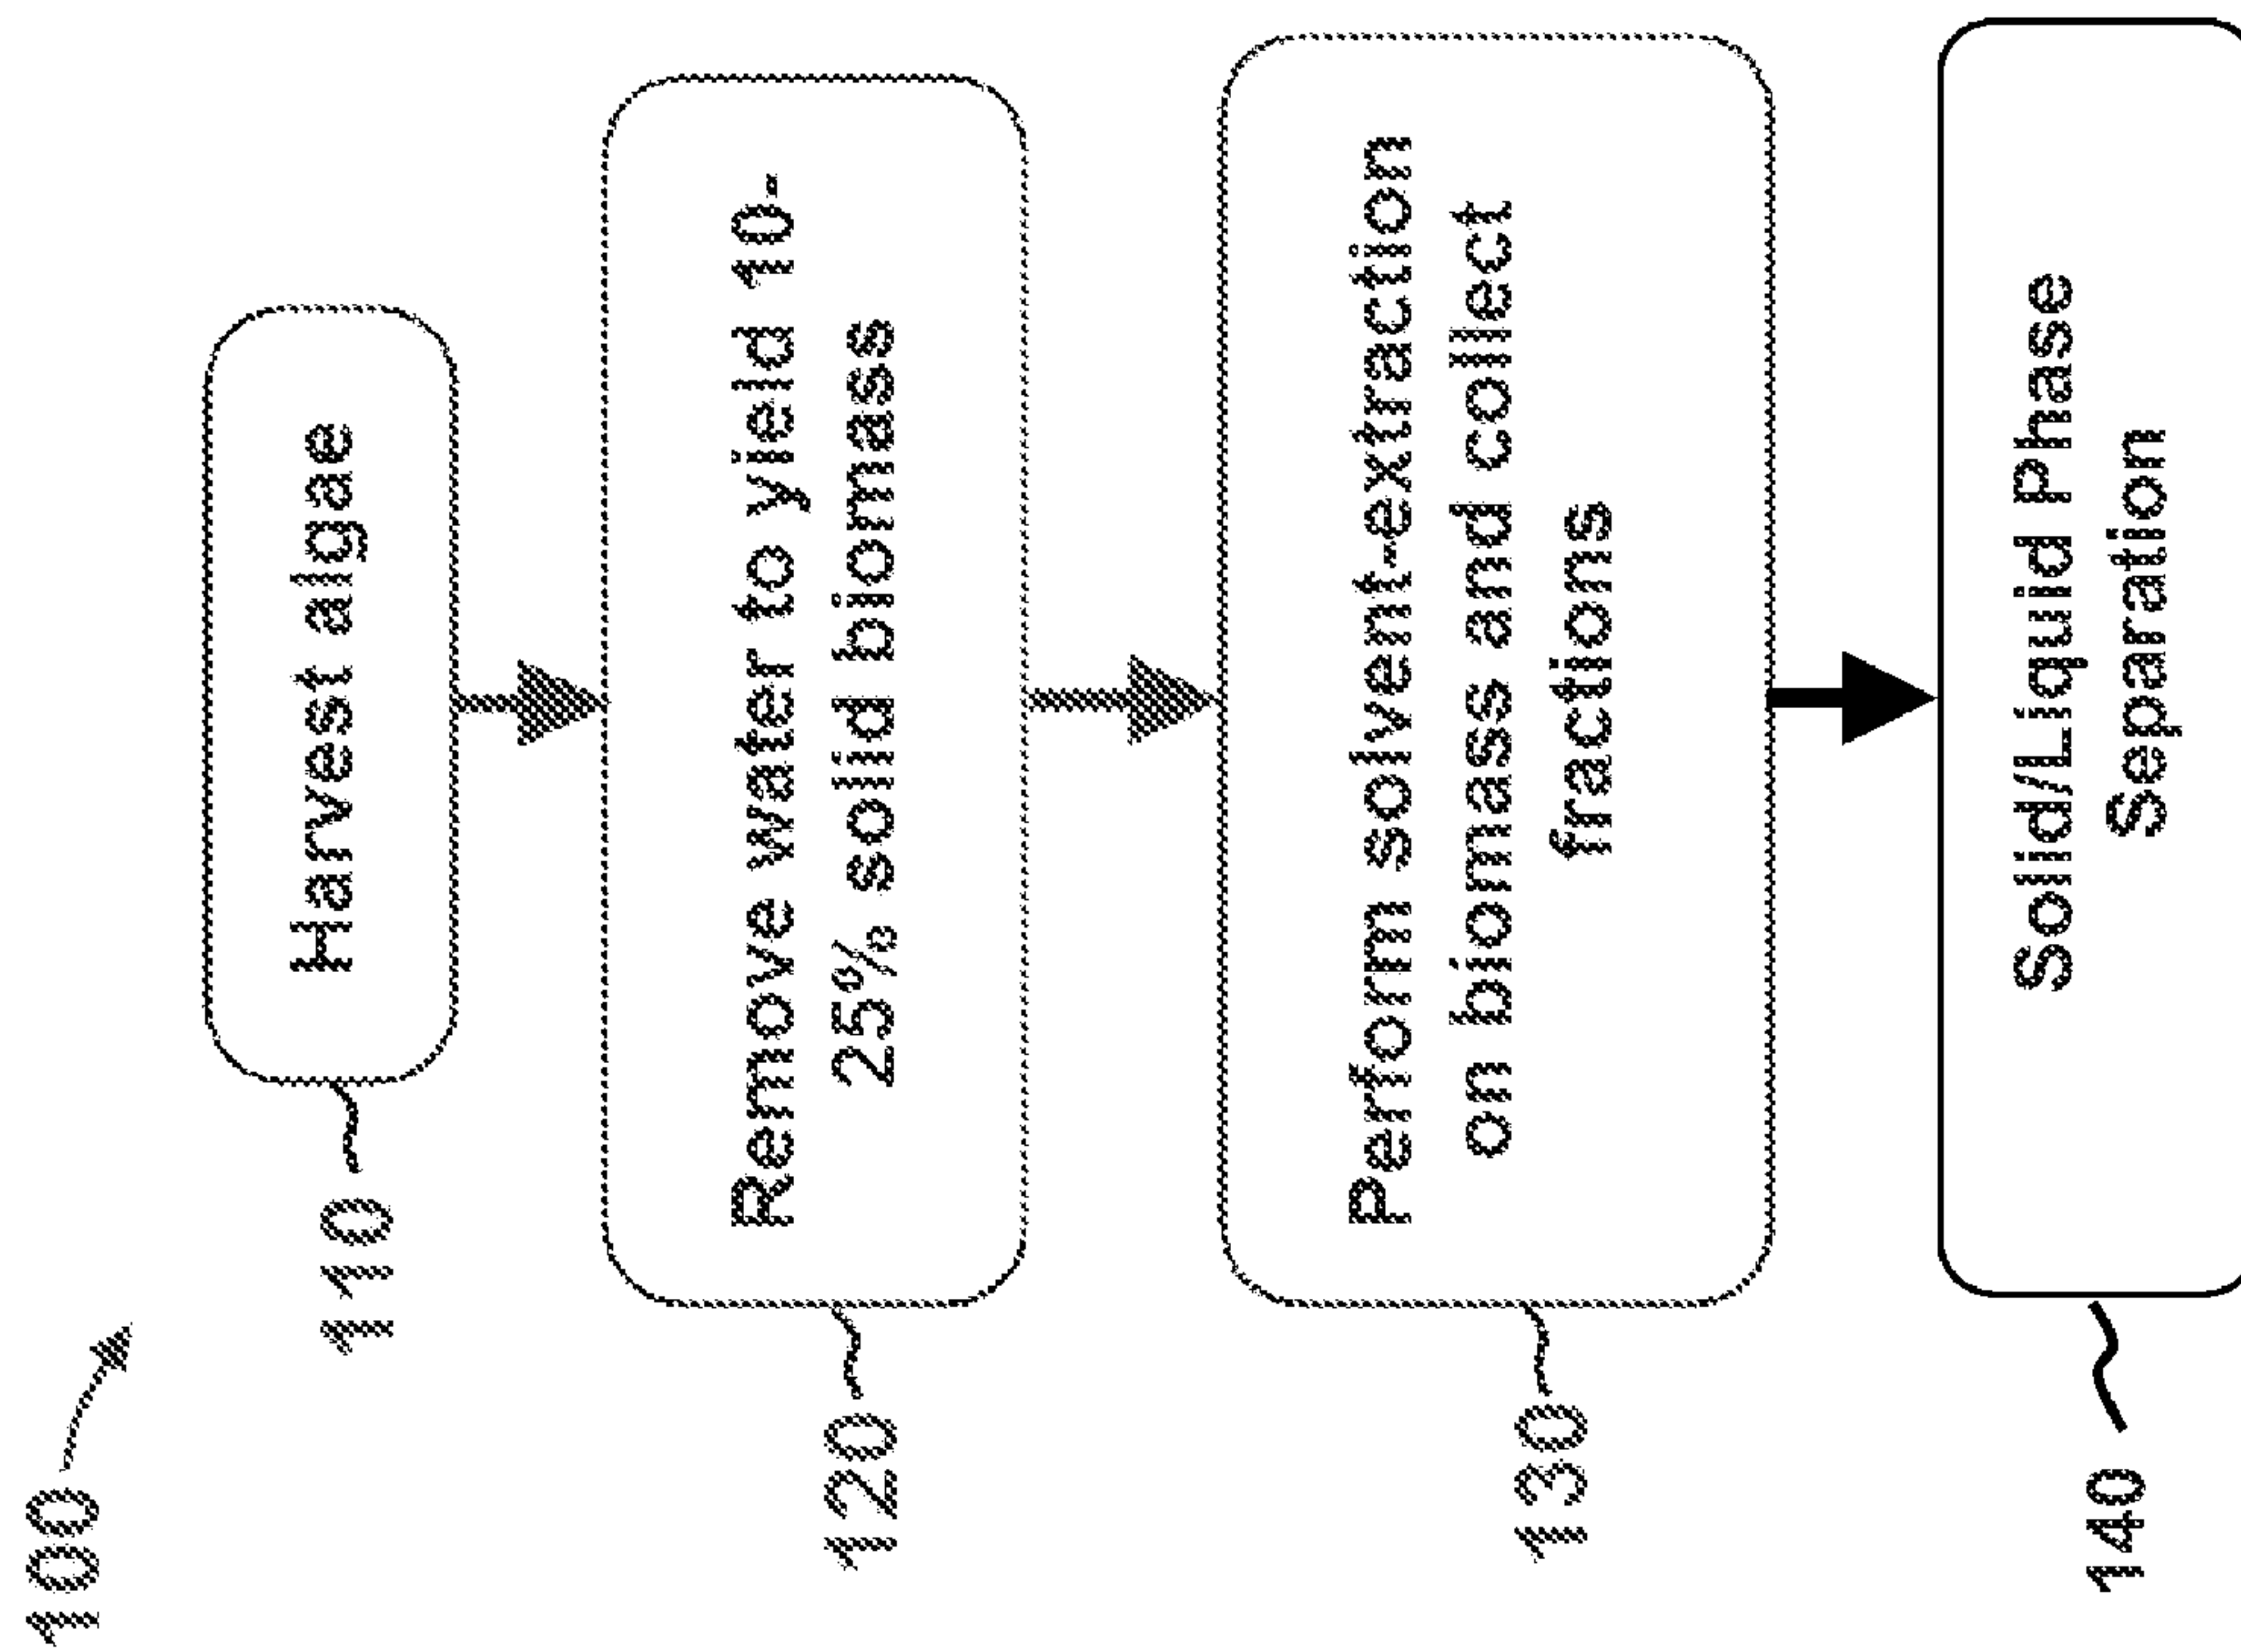 100
110
Harvest algae
120
Remove water to yield 10-
25% solid biomass
130
Perform solvent-extraction
on biomass and collect
fractions
140
Solid/Liquid Phase
Separation